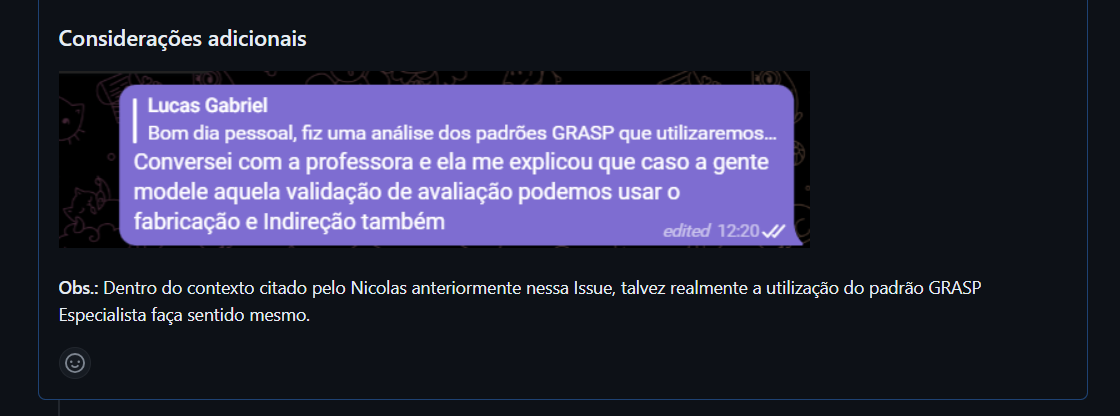 Considerações adicionais
Lucas Gabriel
Bom dia pessoal, fiz uma análise dos padrões GRASP que utilizaremos...
Conversei com a professora e ela me explicou que caso a gente
modele aquela validação de avaliação podemos usar o
fabricação e Indireção também
edited 12:20
Obs.: Dentro do contexto citado pelo Nicolas anteriormente nessa Issue, talvez realmente a utilização do padrão GRASP
Especialista faça sentido mesmo.